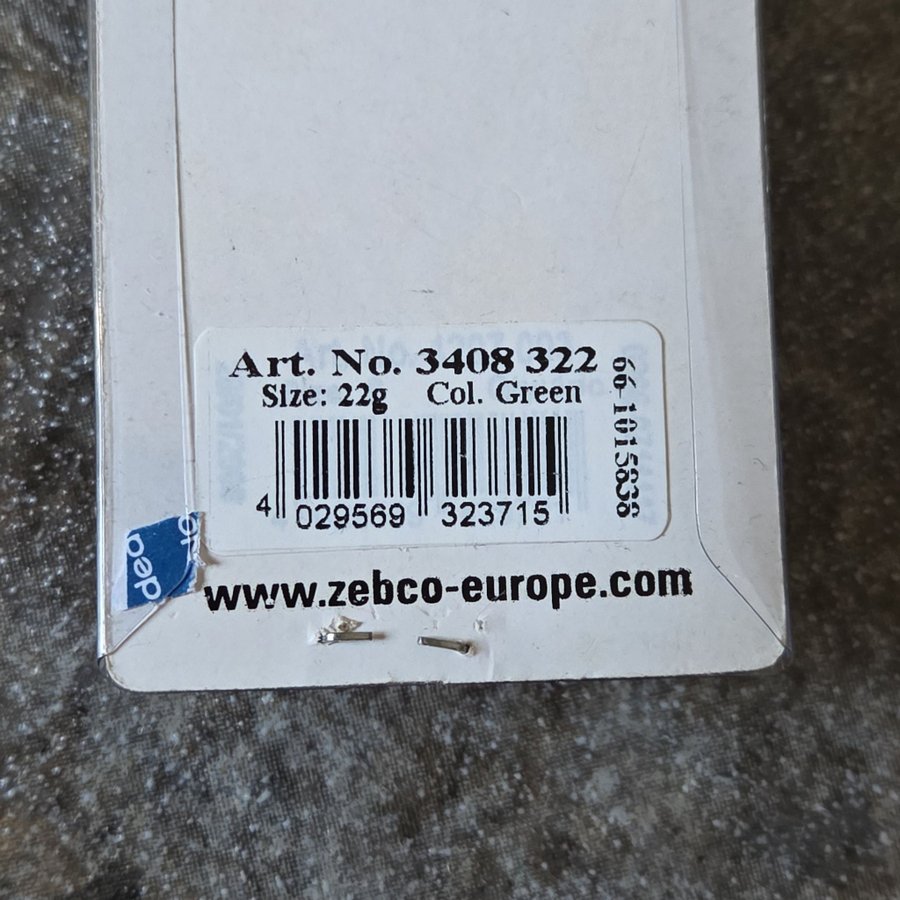 Art. No. 3408 322
Size: 22g Col. Green
66-1015838
4 029569 323715
www.zebco-europe.com